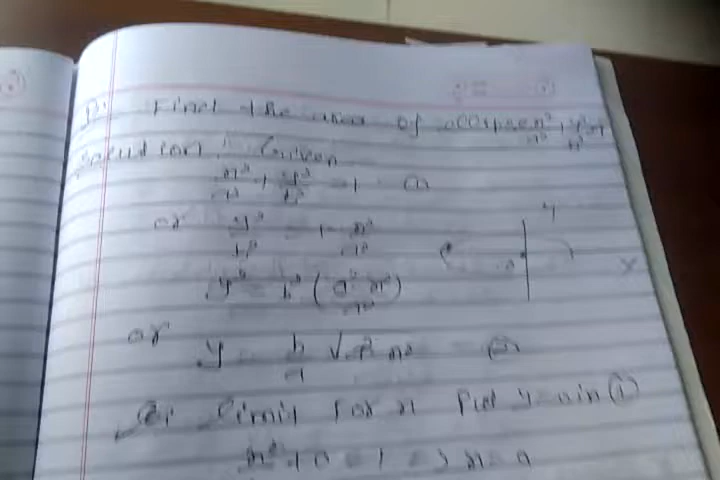 Find the area of ellipse x²/a² + y²/b² = 1
Solution: Given
x²/a² + y²/b² = 1 ①
or y²/b² = 1 - x²/a²
y² = b² (a² - x²/a²)
y
x
or
y = b/a √a² - x² ②
For limit for x Put y = 0 in ①
x²/a² + 0 = 1 ⇒ x = a